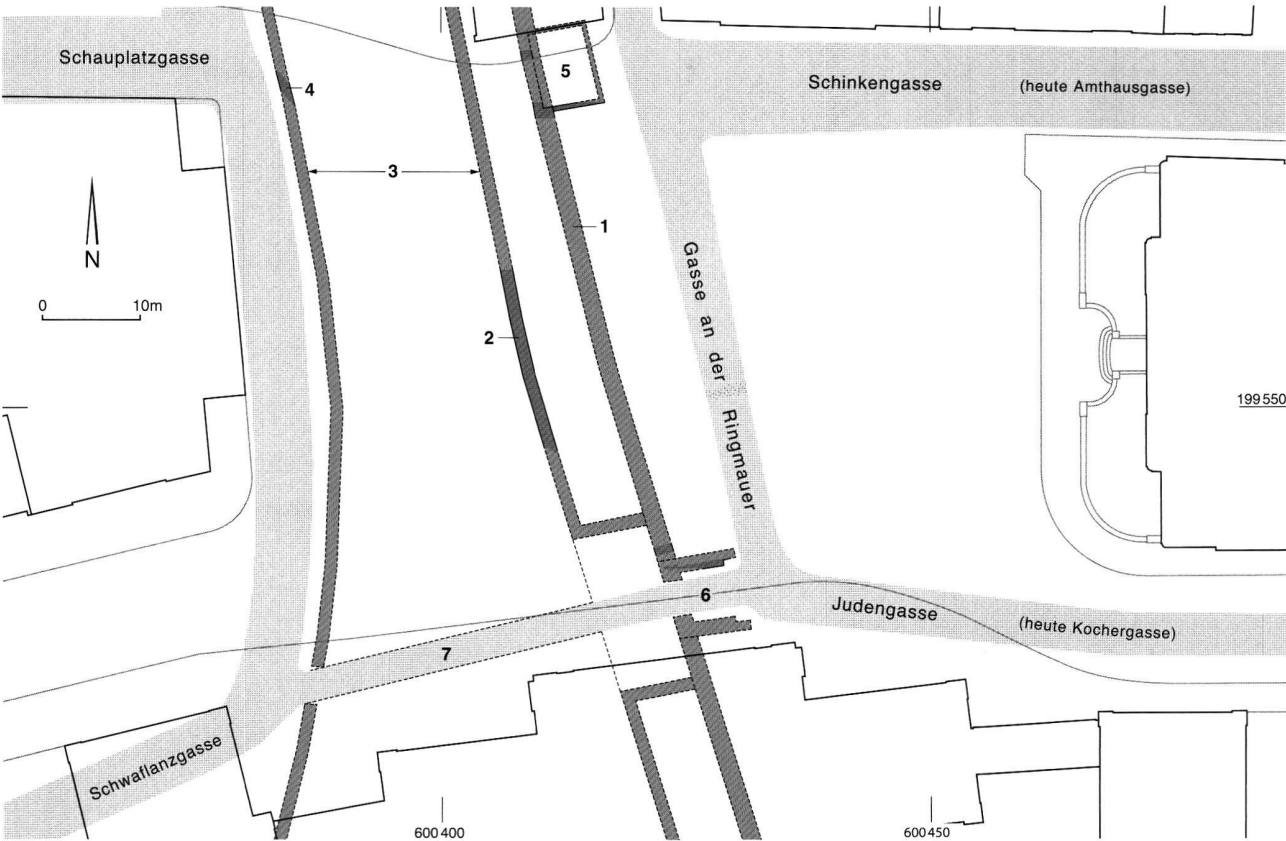 Schauplatzgasse
4
5
Schinkengasse (heute Amthausgasse)
3
1
N
0 10m
Gasse an der Ringmauer
2
199550
6
Judengasse (heute Kochergasse)
7
Schwaflanzgasse
600400
600450